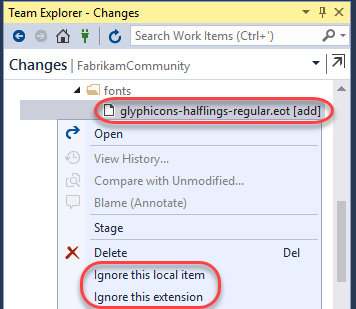 Team Explorer - Changes
Search Work Items (Ctrl+')
Changes | FabrikamCommunity
fonts
glyphicons-halflings-regular.eot [add]
Open
View History...
Compare with Unmodified...
Blame (Annotate)
Stage
Delete Del
Ignore this local item
Ignore this extension